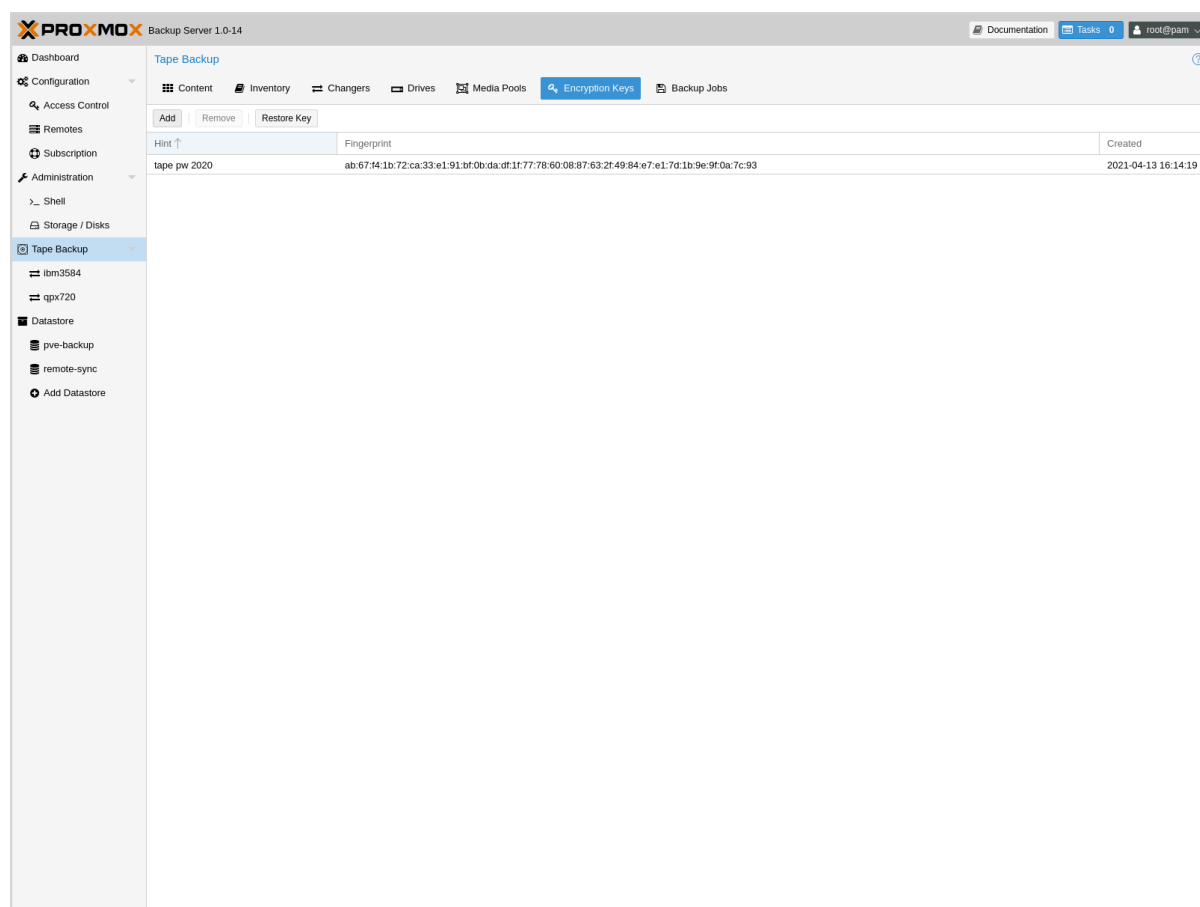 PROXMOX Backup Server 1.0-14 Documentation Tasks 0 root@pam
Dashboard
Configuration
Access Control
Remotes
Subscription
Administration
>_ Shell
Storage / Disks
Tape Backup
ibm3584
qpx720
Datastore
pve-backup
remote-sync
Add Datastore
Tape Backup
Content Inventory Changers Drives Media Pools Encryption Keys Backup Jobs
Add Remove Restore Key
Hint Fingerprint Created
tape pw 2020 ab:67:f4:1b:72:ca:33:e1:91:bf:0b:da:df:1f:77:78:60:08:87:63:2f:49:84:e7:e1:7d:1b:9e:9f:0a:7c:93 2021-04-13 16:14:19